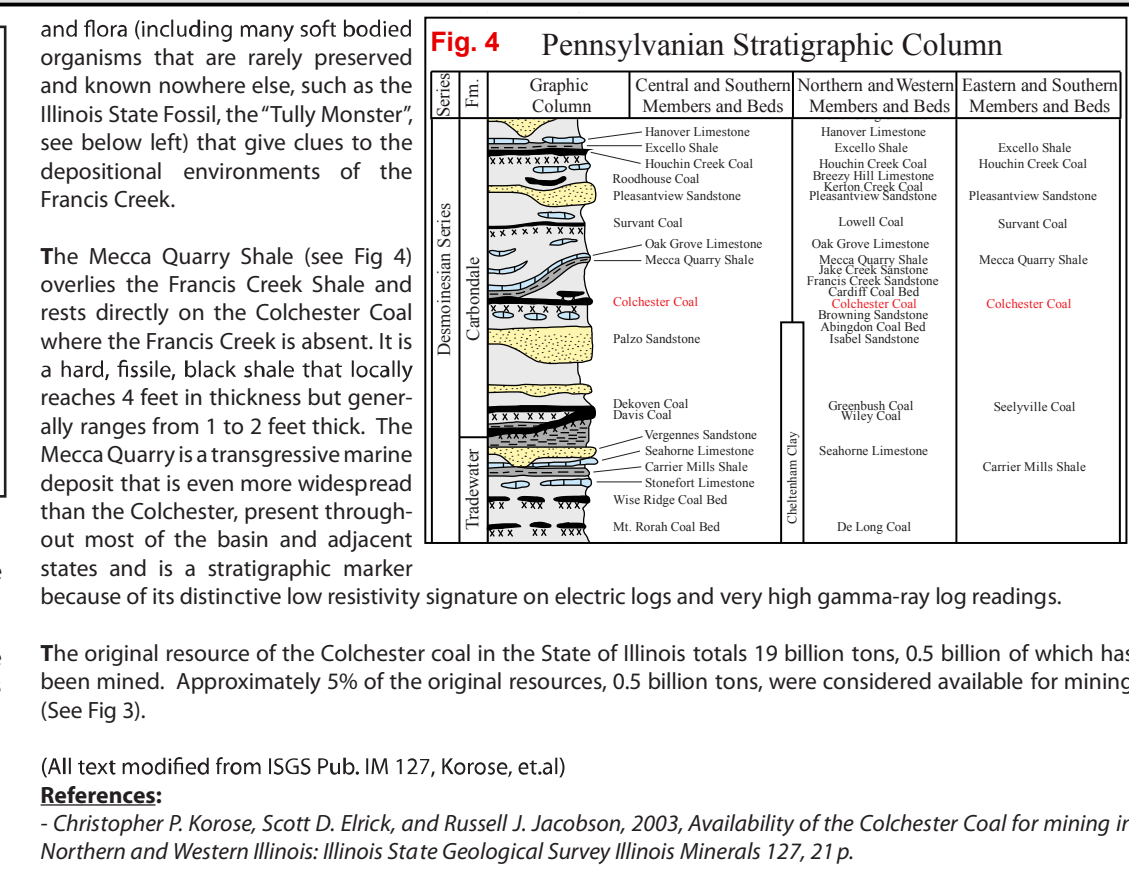 and flora (including many soft bodied
organisms that are rarely preserved
and known nowhere else, such as the
Illinois State Fossil, the “Tully Monster”,
see below left) that give clues to the
depositional environments of the
Francis Creek.
The Mecca Quarry Shale (see Fig 4)
overlies the Francis Creek Shale and
rests directly on the Colchester Coal
where the Francis Creek is absent. It is
a hard, fissile, black shale that locally
reaches 4 feet in thickness but gener-
ally ranges from 1 to 2 feet thick. The
Mecca Quarry is a transgressive marine
deposit that is even more widespread
than the Colchester, present through-
out most of the basin and adjacent
states and is a stratigraphic marker
because of its distinctive low resistivity signature on electric logs and very high gamma-ray log readings.
Fig. 4 Pennsylvanian Stratigraphic Column
Series
Fm.
Graphic
Column
Central and Southern
Members and Beds
Northern and Western
Members and Beds
Eastern and Southern
Members and Beds
Desmoinesian Series
Carbondale
Tradewater
Hanover Limestone
Excello Shale
Houchin Creek Coal
Roodhouse Coal
Pleasantview Sandstone
Survant Coal
Oak Grove Limestone
Mecca Quarry Shale
Colchester Coal
Palzo Sandstone
Dekoven Coal
Davis Coal
Vergennes Sandstone
Seahorne Limestone
Carrier Mills Shale
Stonefort Limestone
Wise Ridge Coal Bed
Mt. Rorah Coal Bed
Cheltenham Clay
Hanover Limestone
Excello Shale
Houchin Creek Coal
Breezy Hill Limestone
Kerton Creek Coal
Pleasantview Sandstone
Lowell Coal
Oak Grove Limestone
Mecca Quarry Shale
Jake Creek Sanstone
Francis Creek Sandstone
Cardiff Coal Bed
Colchester Coal
Browning Sandstone
Abingdon Coal Bed
Isabel Sandstone
Greenbush Coal
Wiley Coal
Seahorne Limestone
De Long Coal
Excello Shale
Houchin Creek Coal
Pleasantview Sandstone
Survant Coal
Mecca Quarry Shale
Colchester Coal
Seelyville Coal
Carrier Mills Shale
The original resource of the Colchester coal in the State of Illinois totals 19 billion tons, 0.5 billion of which has
been mined. Approximately 5% of the original resources, 0.5 billion tons, were considered available for mining
(See Fig 3).
(All text modified from ISGS Pub. IM 127, Korose, et.al)
References:
- Christopher P. Korose, Scott D. Elrick, and Russell J. Jacobson, 2003, Availability of the Colchester Coal for mining in
Northern and Western Illinois: Illinois State Geological Survey Illinois Minerals 127, 21 p.